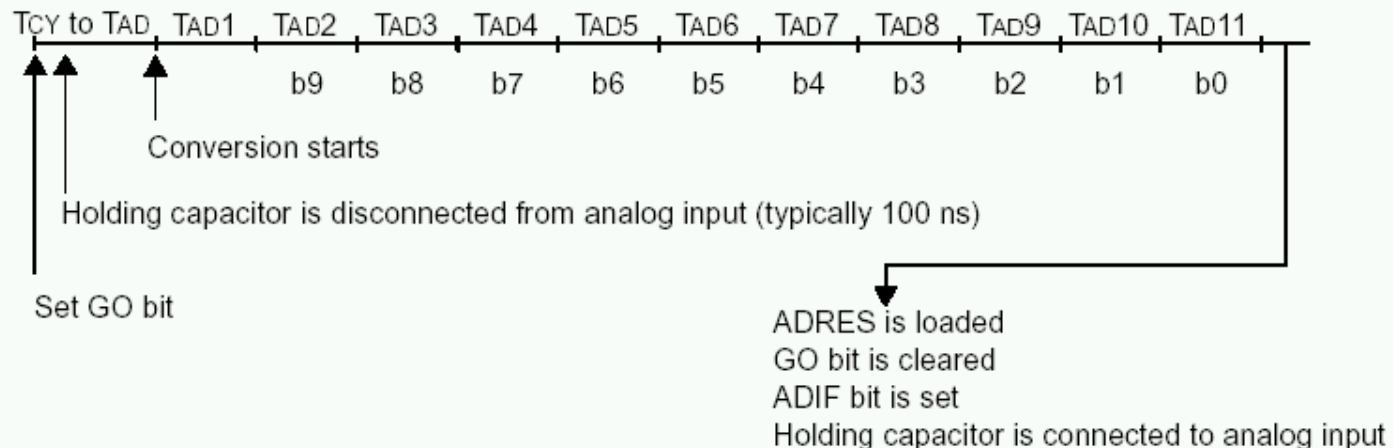 TCY to TAD TAD1 TAD2 TAD3 TAD4 TAD5 TAD6 TAD7 TAD8 TAD9 TAD10 TAD11
b9 b8 b7 b6 b5 b4 b3 b2 b1 b0
Conversion starts
Holding capacitor is disconnected from analog input (typically 100 ns)
Set GO bit
ADRES is loaded
GO bit is cleared
ADIF bit is set
Holding capacitor is connected to analog input